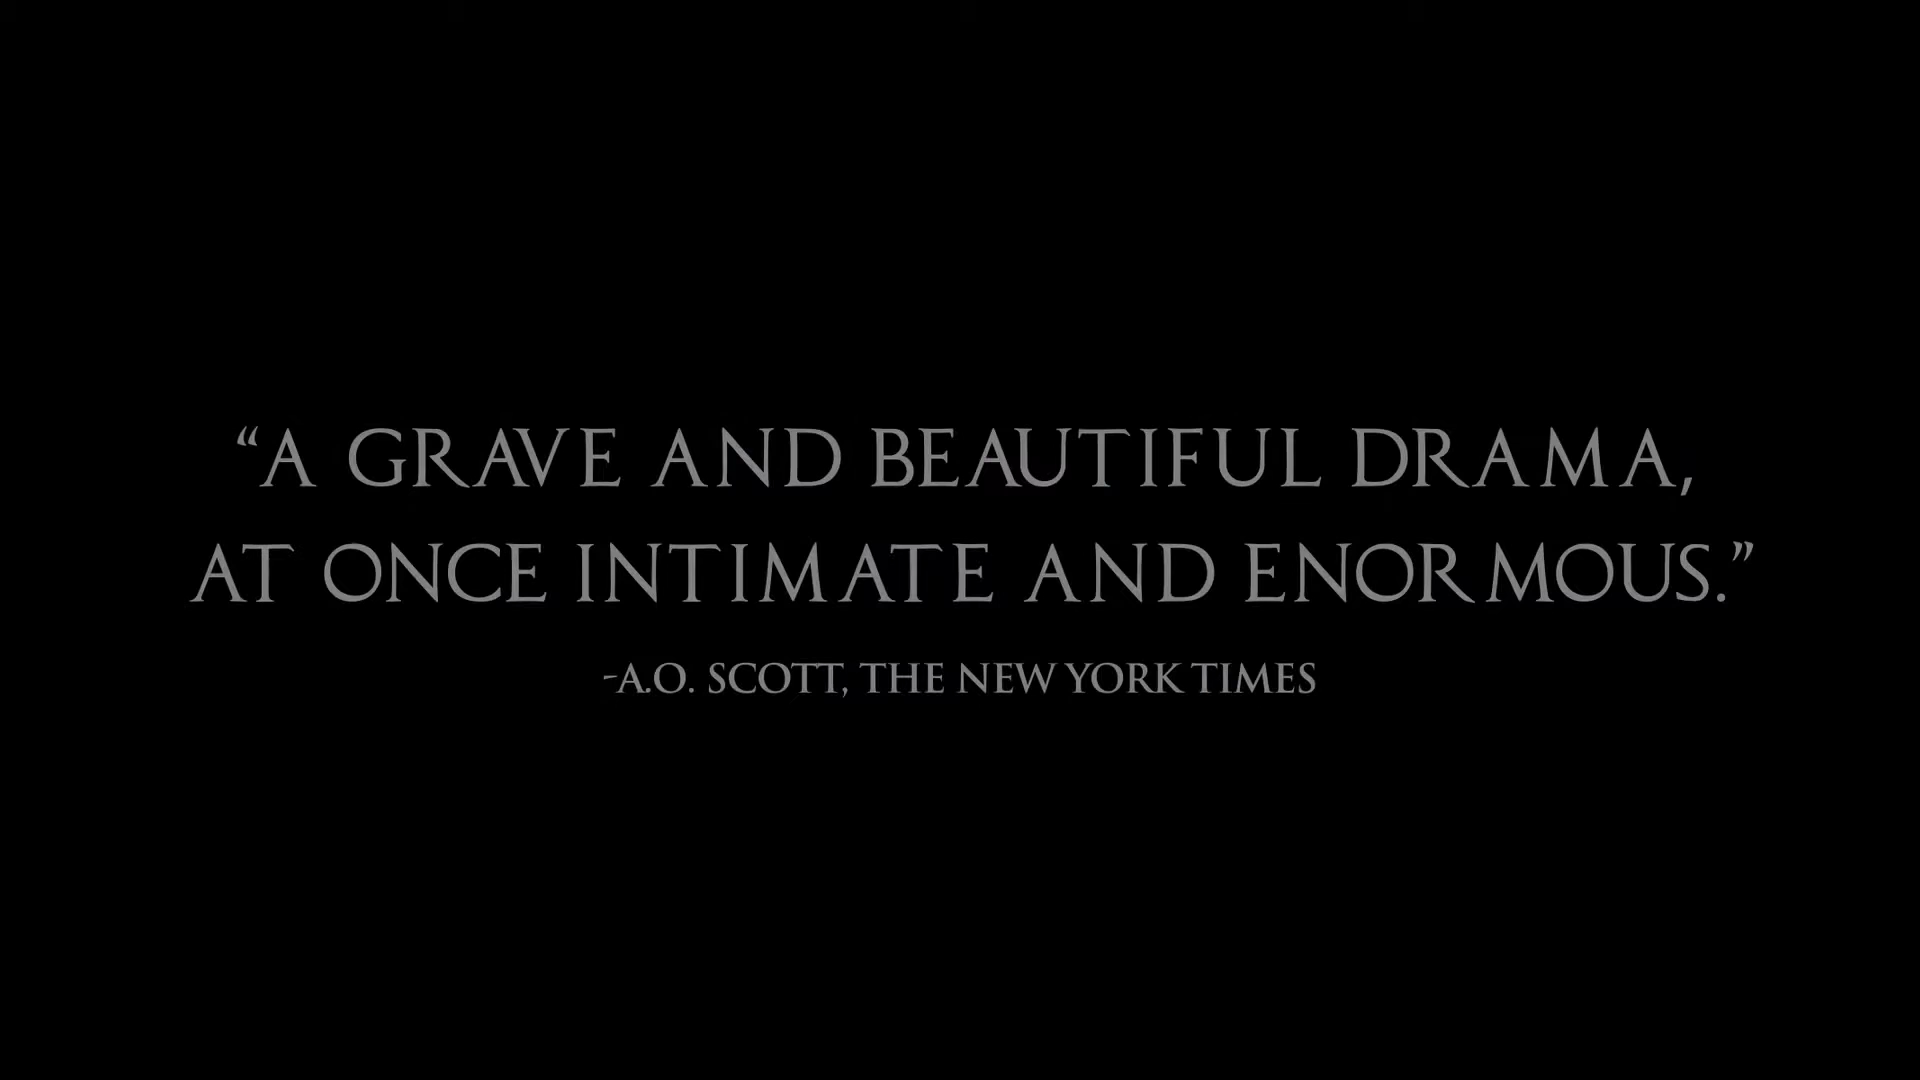 “A GRAVE AND BEAUTIFUL DRAMA,
AT ONCE INTIMATE AND ENORMOUS.”
-A.O. SCOTT, THE NEW YORK TIMES